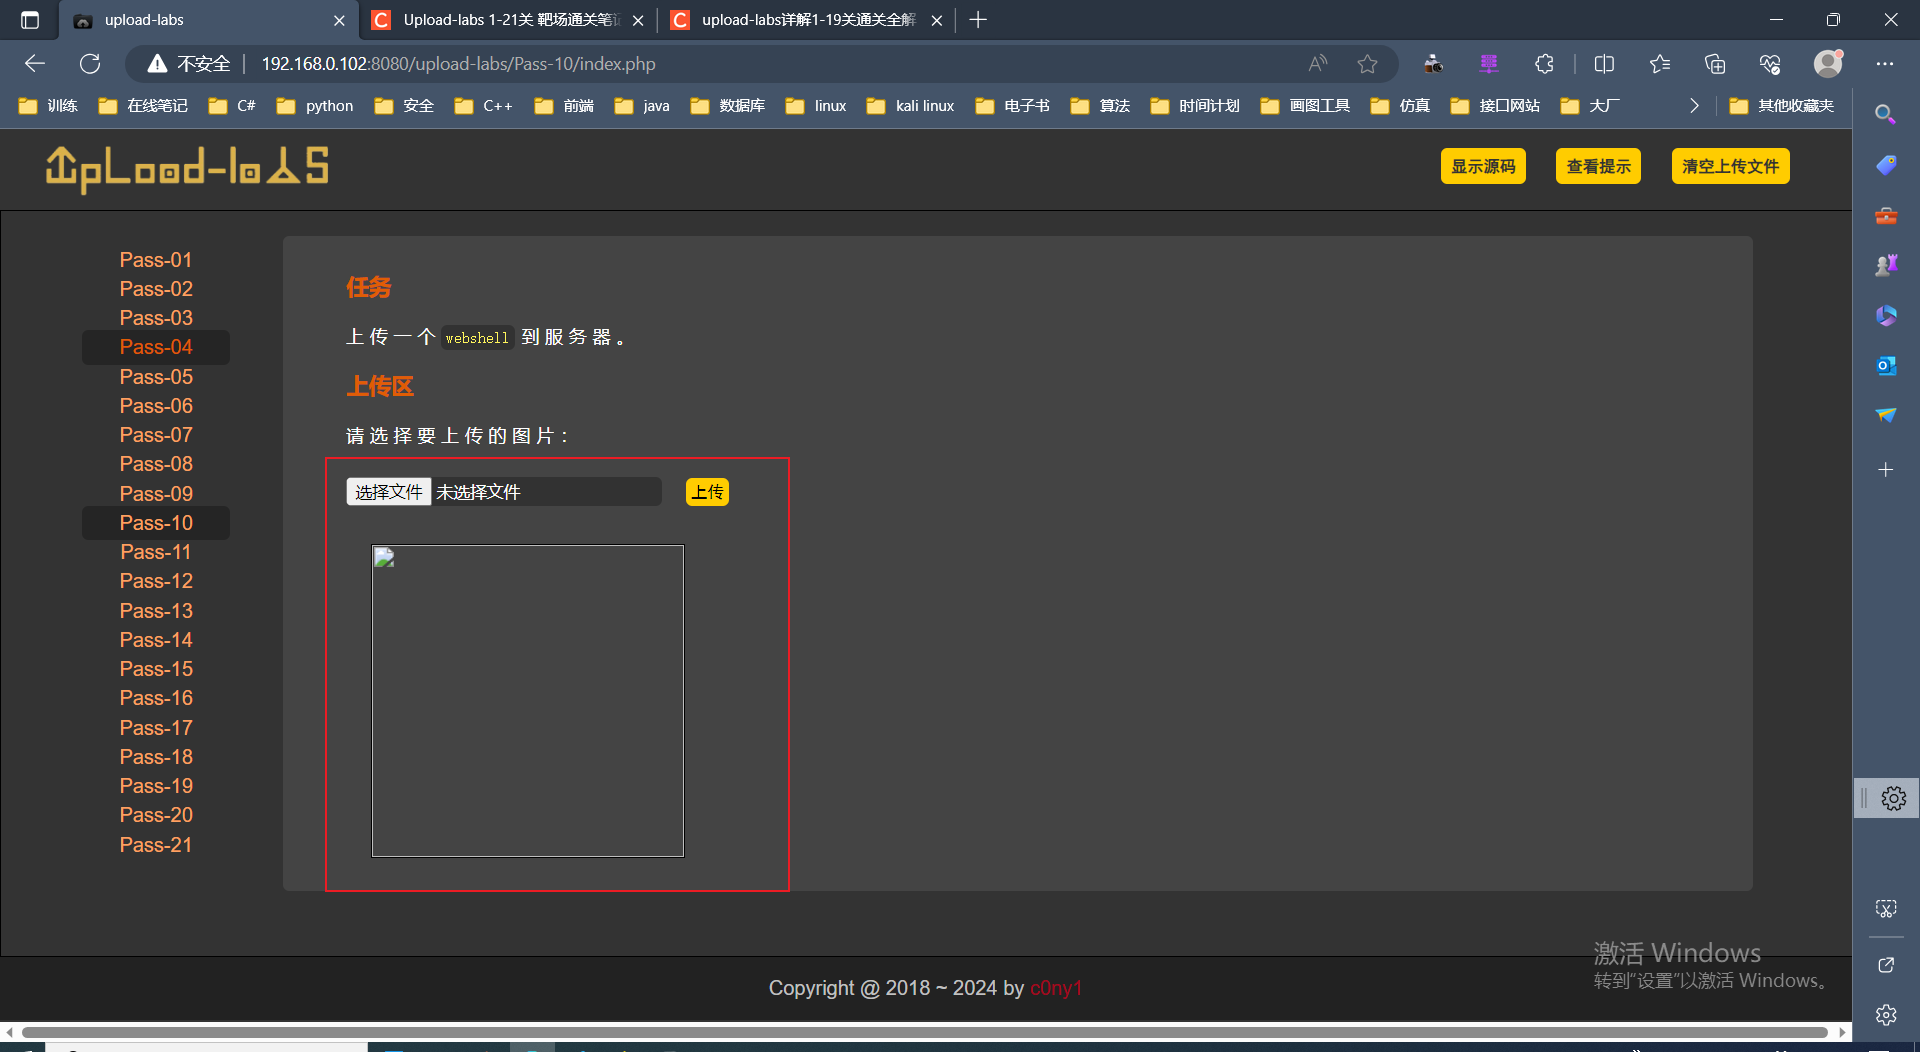 upload-labs
Upload-labs 1-21关 靶场通关笔记
upload-labs详解1-19关通关全解
不安全
192.168.0.102:8080/upload-labs/Pass-10/index.php
训练 在线笔记 C# python 安全 C++ 前端 java 数据库 linux kali linux 电子书 算法 时间计划 画图工具 仿真 接口网站 大厂 其他收藏夹
UpLoad-labs
显示源码 查看提示 清空上传文件
Pass-01
Pass-02
Pass-03
Pass-04
Pass-05
Pass-06
Pass-07
Pass-08
Pass-09
Pass-10
Pass-11
Pass-12
Pass-13
Pass-14
Pass-15
Pass-16
Pass-17
Pass-18
Pass-19
Pass-20
Pass-21
任务
上传一个 webshell 到服务器。
上传区
请选择要上传的图片：
选择文件 未选择文件 上传
激活 Windows
转到"设置"以激活 Windows。
Copyright @ 2018 ~ 2024 by c0ny1